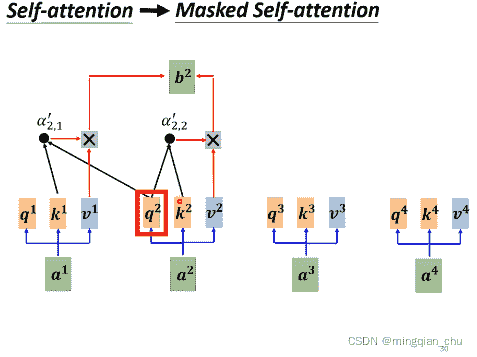 Self-attention → Masked Self-attention
b²
α′₂,₁ α′₂,₂
× ×
q¹ k¹ v¹ q² k² v² q³ k³ v³ q⁴ k⁴ v⁴
a¹ a² a³ a⁴
CSDN @mingqian_chu
30